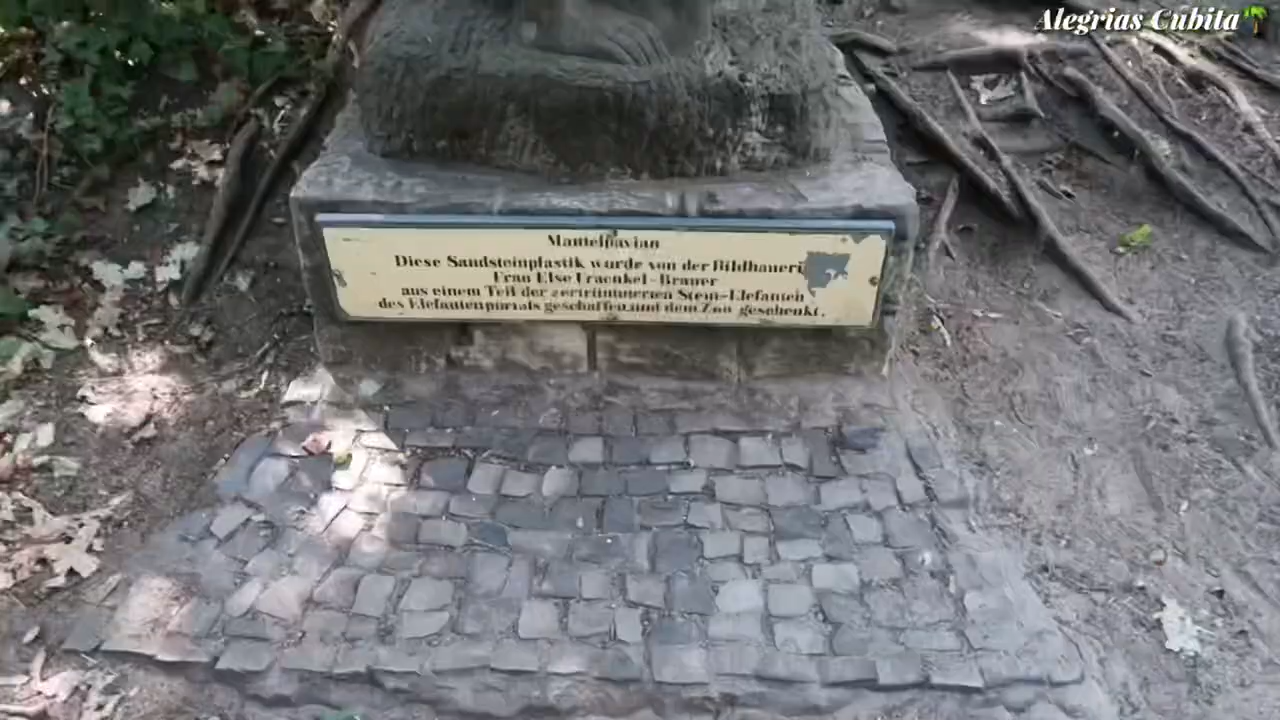 Alegrias Cubita
Mantelpavian
Diese Sandsteinplastik wurde von der Bildhaueri
Frau Else Fraenkel-Brauer
aus einem Teil der zertrümmerten Stein-Elefanten
des Elefantenportals geschaffen und dem Zoo geschenkt.